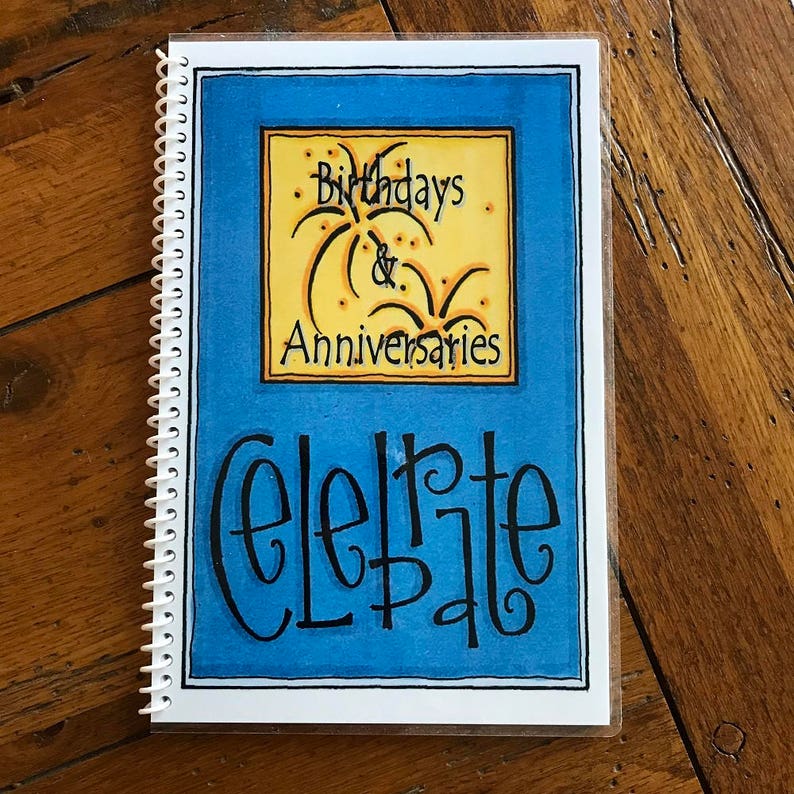 Birthdays
&
Anniversaries
Celebrate